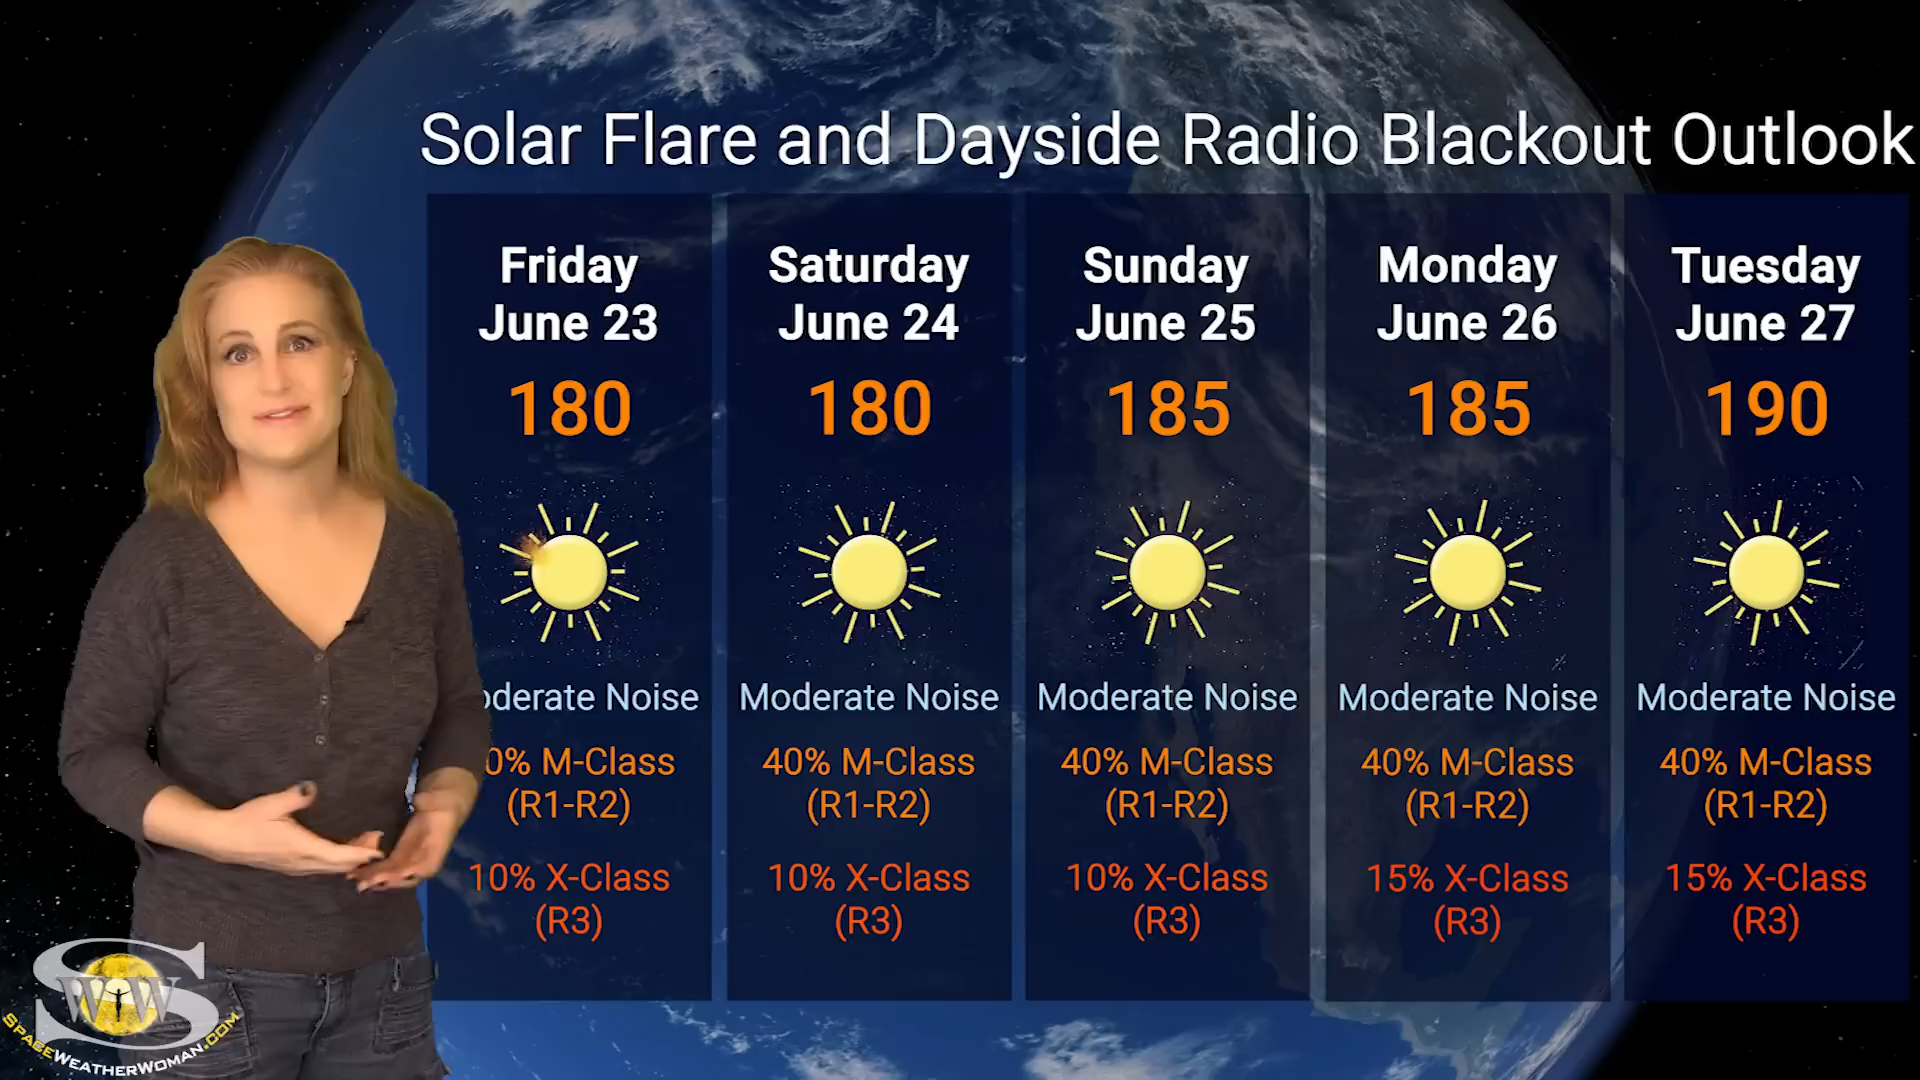 Solar Flare and Dayside Radio Blackout Outlook
Friday
June 23
180
Noise
M-Class
(R1-R2)
10% X-Class
(R3)
Saturday
June 24
180
Moderate Noise
40% M-Class
(R1-R2)
10% X-Class
(R3)
Sunday
June 25
185
Moderate Noise
40% M-Class
(R1-R2)
10% X-Class
(R3)
Monday
June 26
185
Moderate Noise
40% M-Class
(R1-R2)
15% X-Class
(R3)
Tuesday
June 27
190
Moderate Noise
40% M-Class
(R1-R2)
15% X-Class
(R3)
SWW
SPACEWEATHERWOMAN.COM